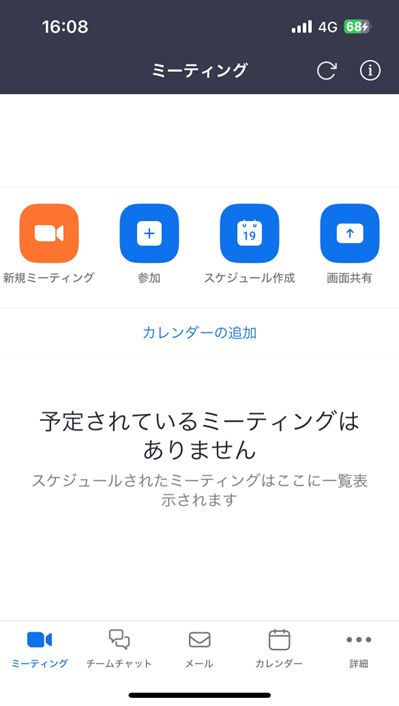 16:08
4G
68
ミーティング
19
新規ミーティング
参加
スケジュール作成
画面共有
カレンダーの追加
予定されているミーティングは
ありません
スケジュールされたミーティングはここに一覧表
示されます
ミーティング
チームチャット
メール
カレンダー
詳細